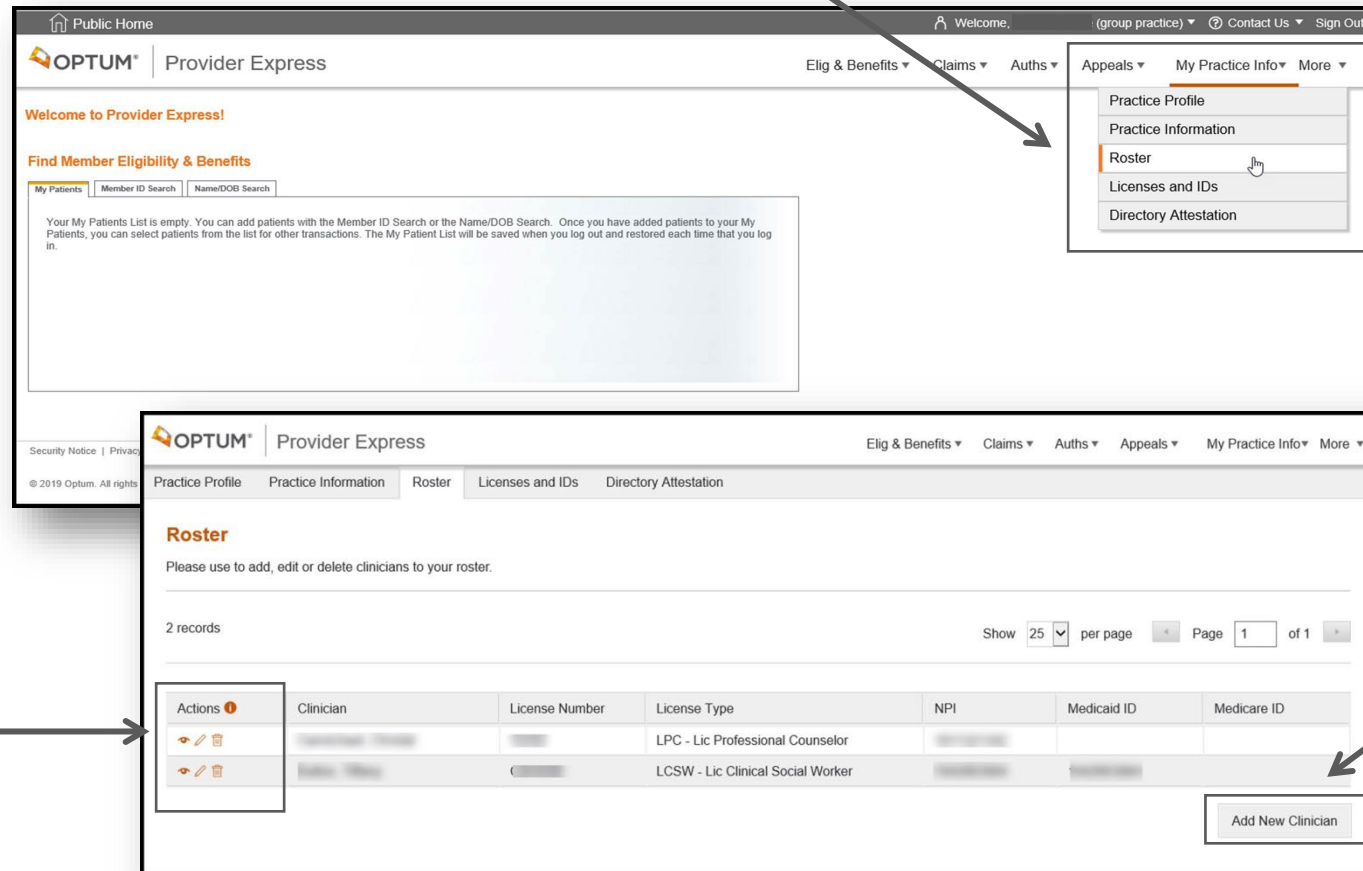 Public Home
Welcome, (group practice) Contact Us Sign Out
OPTUM® Provider Express
Elig & Benefits Claims Auths Appeals My Practice Info More
Practice Profile
Practice Information
Roster
Licenses and IDs
Directory Attestation
Welcome to Provider Express!
Find Member Eligibility & Benefits
My Patients Member ID Search Name/DOB Search
Your My Patients List is empty. You can add patients with the Member ID Search or the Name/DOB Search. Once you have added patients to your My
Patients, you can select patients from the list for other transactions. The My Patient List will be saved when you log out and restored each time that you log
in.
Security Notice | Privacy
© 2019 Optum. All rights
OPTUM® Provider Express
Elig & Benefits Claims Auths Appeals My Practice Info More
Practice Profile Practice Information Roster Licenses and IDs Directory Attestation
Roster
Please use to add, edit or delete clinicians to your roster.
2 records Show 25 per page Page 1 of 1
Actions Clinician License Number License Type NPI Medicaid ID Medicare ID
LPC - Lic Professional Counselor
LCSW - Lic Clinical Social Worker
Add New Clinician